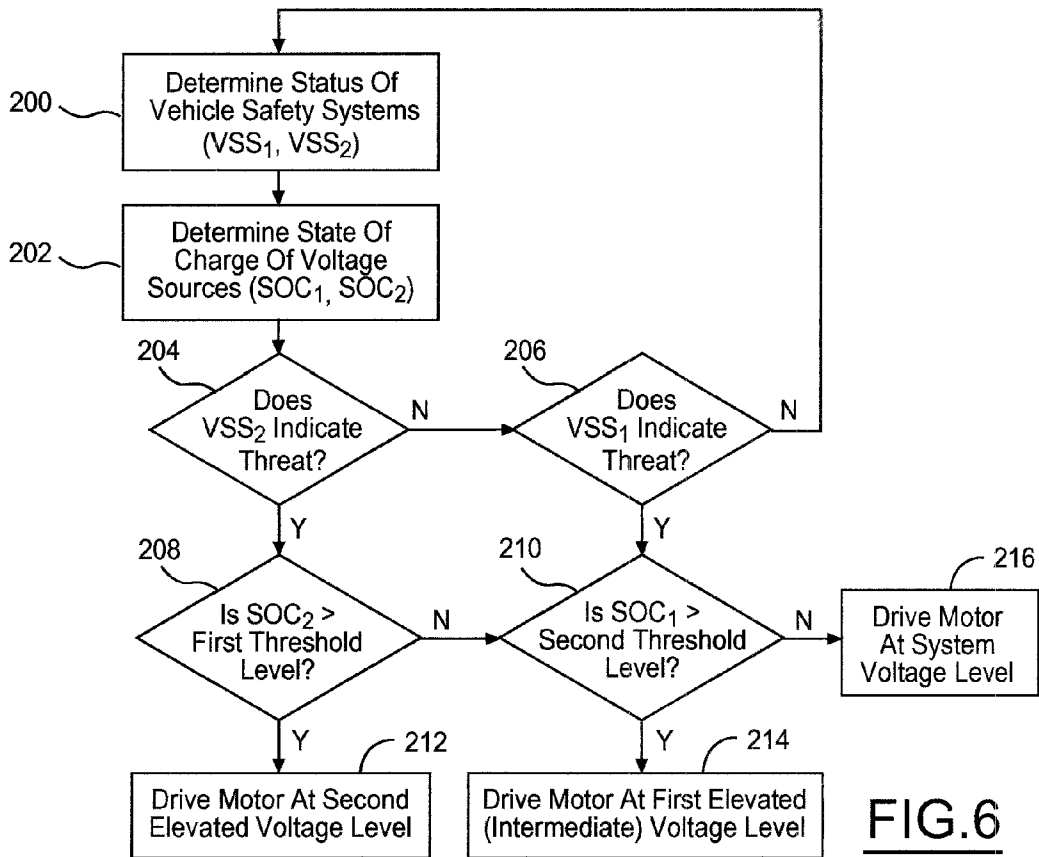 200
Determine Status Of
Vehicle Safety Systems
(VSS₁, VSS₂)
202
Determine State Of
Charge Of Voltage
Sources (SOC₁, SOC₂)
204
Does
VSS₂ Indicate
Threat?
N
Y
206
Does
VSS₁ Indicate
Threat?
N
Y
208
Is SOC₂ >
First Threshold
Level?
N
Y
210
Is SOC₁ >
Second Threshold
Level?
N
Y
216
Drive Motor
At System
Voltage Level
212
Drive Motor At Second
Elevated Voltage Level
214
Drive Motor At First Elevated
(Intermediate) Voltage Level
FIG.6